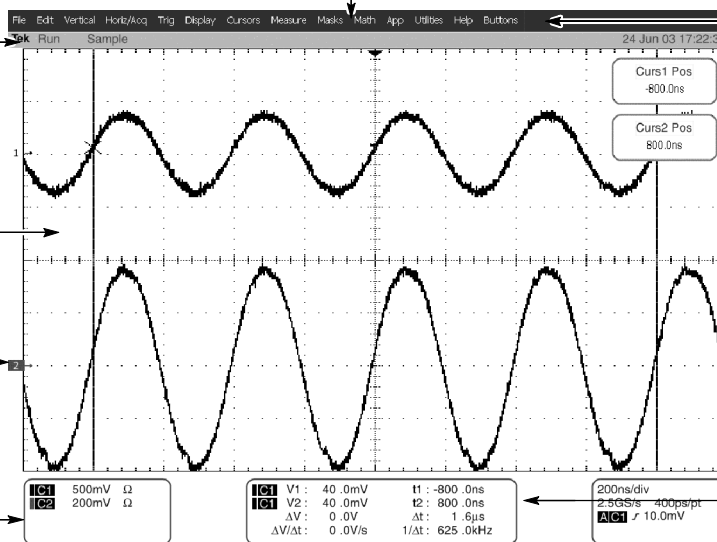 File Edit Vertical Horiz/Acq Trig Display Cursors Measure Masks Math App Utilities Help Buttons
Tek Run Sample 24 Jun 03 17:22:3
Curs1 Pos
-800.0ns
Curs2 Pos
800.0ns
1
2
C1 500mV Ω
C2 200mV Ω
C1 V1 : 40 .0mV t1 : -800 .0ns
C1 V2 : 40 .0mV t2 : 800 .0ns
ΔV : 0 .0V Δt : 1 .6µs
ΔV/Δt : 0 .0V/s 1/Δt : 625 .0kHz
200ns/div
2.5GS/s 400ps/pt
A C1 10.0mV